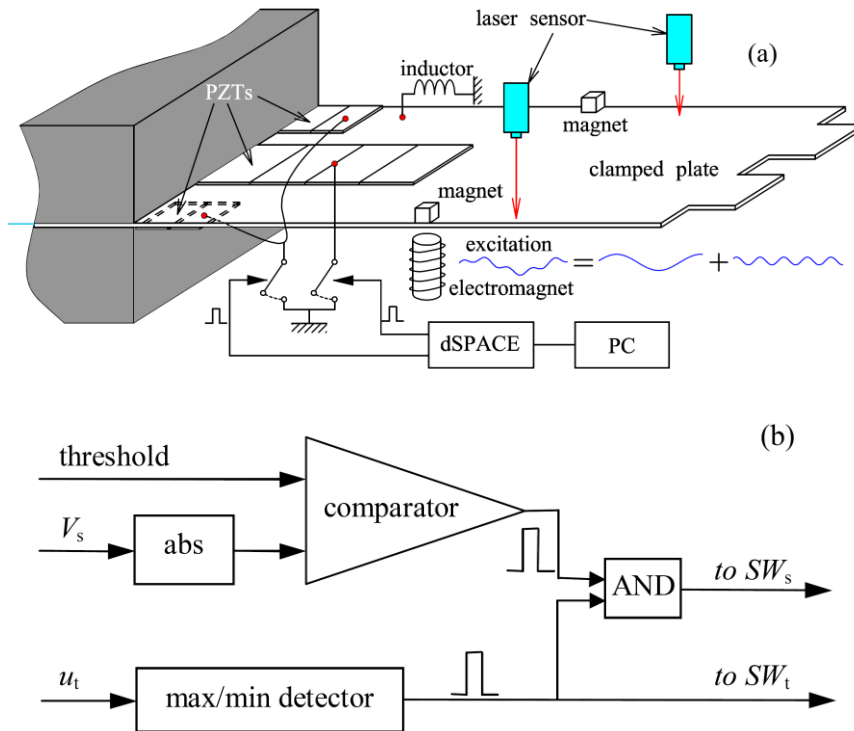 laser sensor
(a)
inductor
PZTs
magnet
clamped plate
magnet
excitation
=
+
electromagnet
dSPACE
PC
(b)
threshold
comparator
Vs
abs
AND
to SWs
ut
max/min detector
to SWt